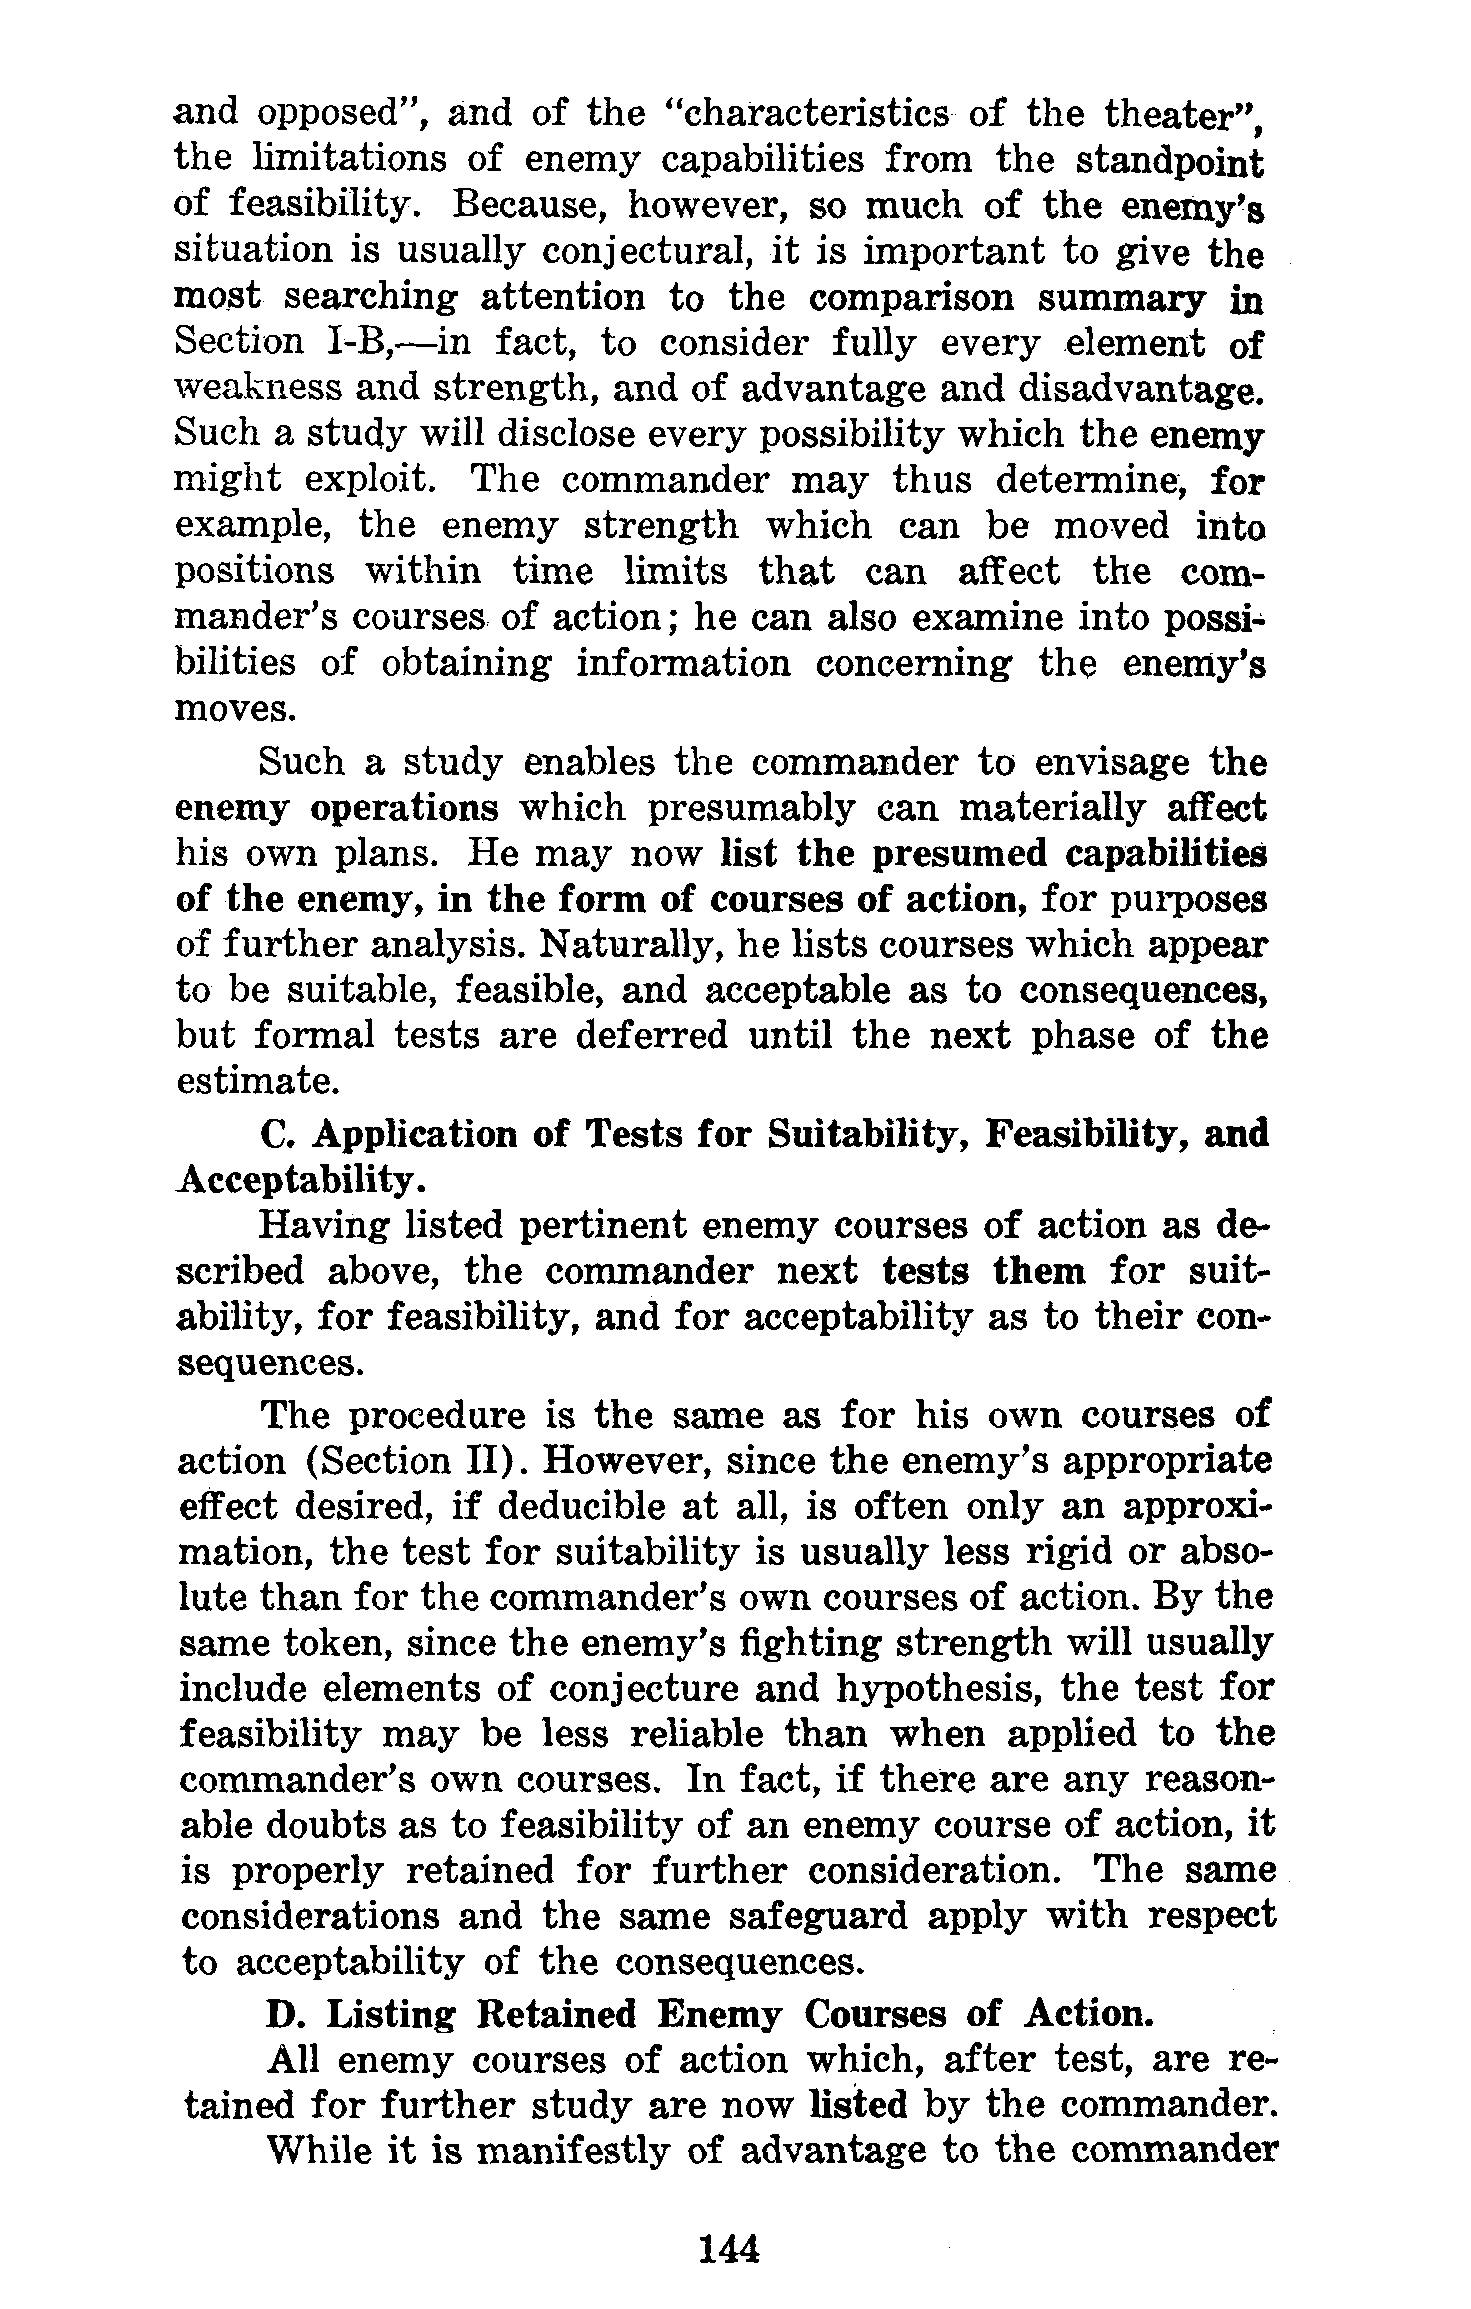 and opposed", and of the "characteristics of the theater",
the limitations of enemy capabilities from the standpoint
of feasibility. Because, however, so much of the enemy's
situation is usually conjectural, it is important to give the
most searching attention to the comparison summary in
Section I-B,—in fact, to consider fully every element of
weakness and strength, and of advantage and disadvantage.
Such a study will disclose every possibility which the enemy
might exploit. The commander may thus determine, for
example, the enemy strength which can be moved into
positions within time limits that can affect the com-
mander's courses of action; he can also examine into possi-
bilities of obtaining information concerning the enemy's
moves.
Such a study enables the commander to envisage the
enemy operations which presumably can materially affect
his own plans. He may now list the presumed capabilities
of the enemy, in the form of courses of action, for purposes
of further analysis. Naturally, he lists courses which appear
to be suitable, feasible, and acceptable as to consequences,
but formal tests are deferred until the next phase of the
estimate.
C. Application of Tests for Suitability, Feasibility, and
Acceptability.
Having listed pertinent enemy courses of action as de-
scribed above, the commander next tests them for suit-
ability, for feasibility, and for acceptability as to their con-
sequences.
The procedure is the same as for his own courses of
action (Section II). However, since the enemy's appropriate
effect desired, if deducible at all, is often only an approxi-
mation, the test for suitability is usually less rigid or abso-
lute than for the commander's own courses of action. By the
same token, since the enemy's fighting strength will usually
include elements of conjecture and hypothesis, the test for
feasibility may be less reliable than when applied to the
commander's own courses. In fact, if there are any reason-
able doubts as to feasibility of an enemy course of action, it
is properly retained for further consideration. The same
considerations and the same safeguard apply with respect
to acceptability of the consequences.
D. Listing Retained Enemy Courses of Action.
All enemy courses of action which, after test, are re-
tained for further study are now listed by the commander.
While it is manifestly of advantage to the commander
144